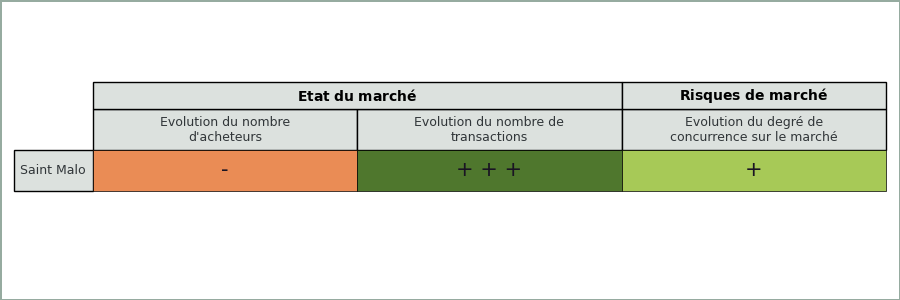 Etat du marché
Risques de marché
Evolution du nombre
d'acheteurs
Evolution du nombre de
transactions
Evolution du degré de
concurrence sur le marché
Saint Malo
-
+ + +
+